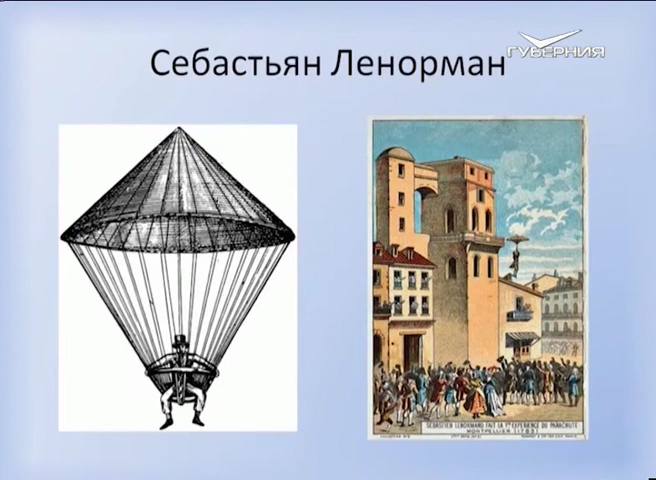 ГУБЕРНИЯ
Себастьян Ленорман
SEBASTIEN LENORMAND FAIT LA 1RE EXPERIENCE DU PARACHUTE
MONTPELLIER (1783)